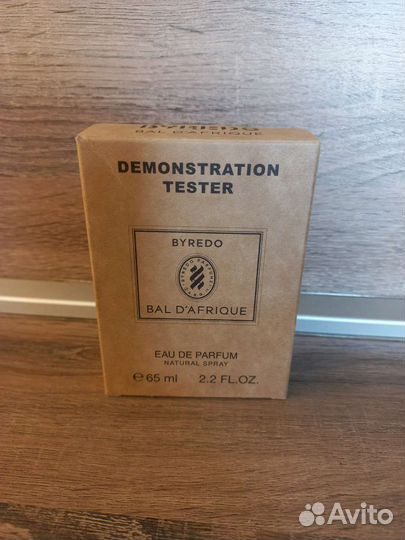 BYREDO
BAL D'AFRIQUE
DEMONSTRATION
TESTER
BYREDO
BAL D'AFRIQUE
EAU DE PARFUM
NATURAL SPRAY
℮ 65 ml 2.2 FL.OZ.
Avito